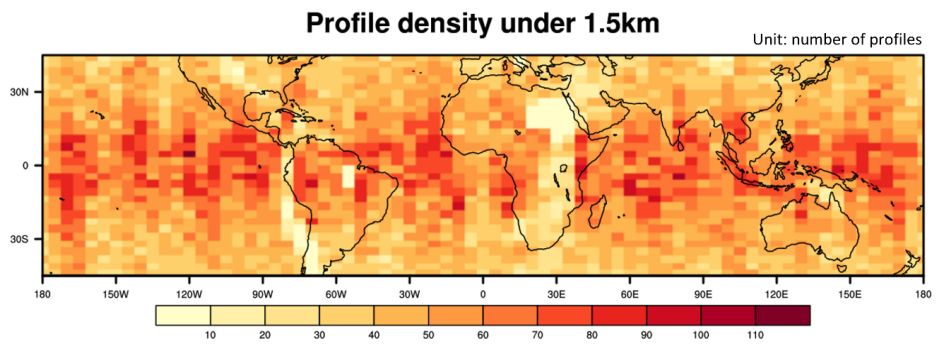 Profile density under 1.5km
Unit: number of profiles
30N
0
30S
180 150W 120W 90W 60W 30W 0 30E 60E 90E 120E 150E 180
10 20 30 40 50 60 70 80 90 100 110